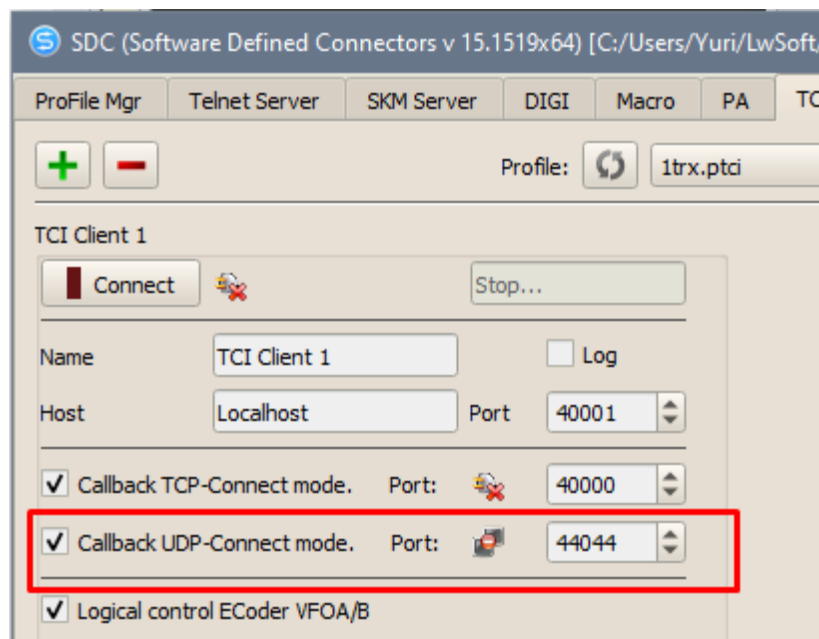 SDC (Software Defined Connectors v 15.1519x64) [C:/Users/Yuri/LwSoft/
ProFile Mgr Telnet Server SKM Server DIGI Macro PA TC
Profile: 1trx.ptci
TCI Client 1
Connect Stop...
Name TCI Client 1 Log
Host Localhost Port 40001
Callback TCP-Connect mode. Port: 40000
Callback UDP-Connect mode. Port: 44044
Logical control ECoder VFOA/B